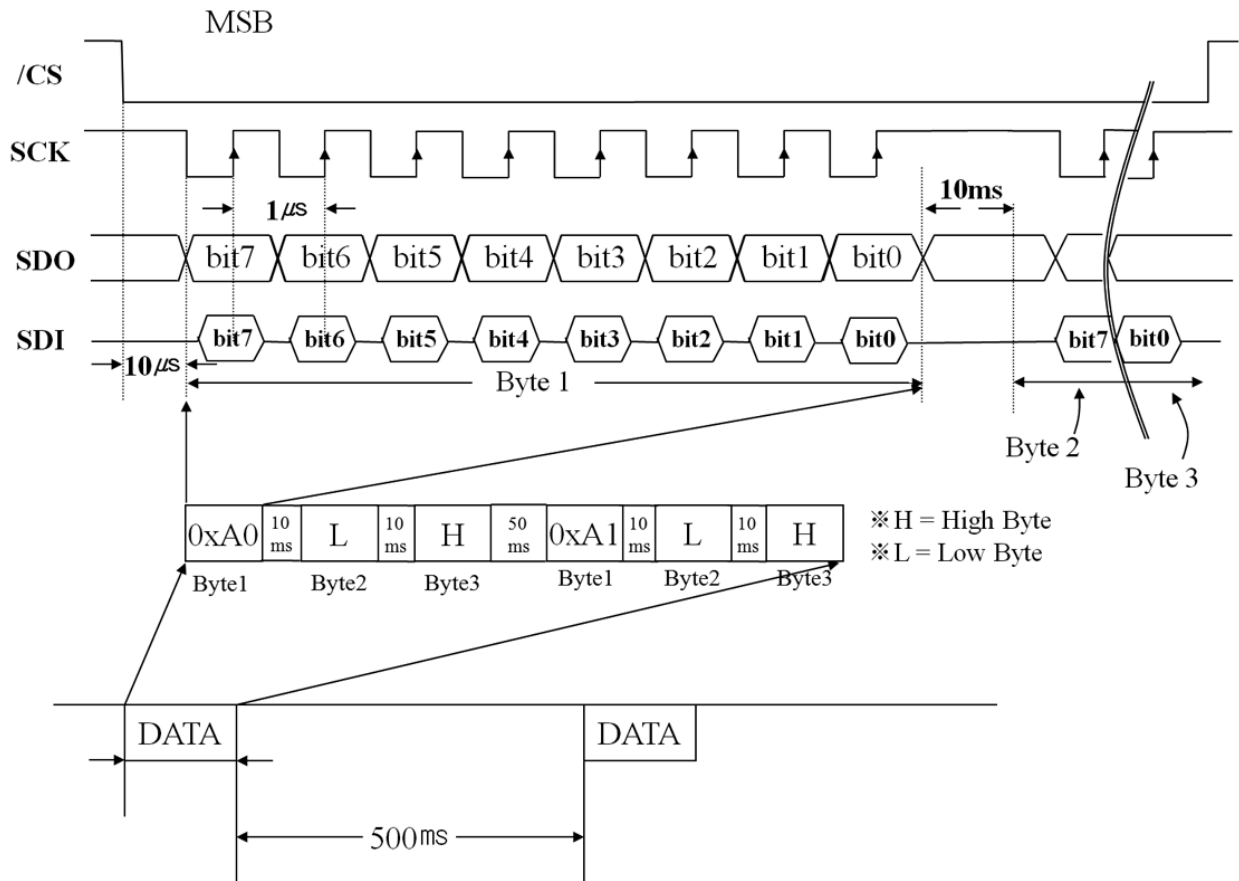 MSB
/CS
SCK
1㎲
10ms
SDO
bit7 bit6 bit5 bit4 bit3 bit2 bit1 bit0
SDI
bit7 bit6 bit5 bit4 bit3 bit2 bit1 bit0 bit7 bit0
10㎲
Byte 1
Byte 2
Byte 3
0xA0 10 ms L 10 ms H 50 ms 0xA1 10 ms L 10 ms H
Byte1 Byte2 Byte3 Byte1 Byte2 Byte3
※H = High Byte
※L = Low Byte
DATA DATA
500㎳